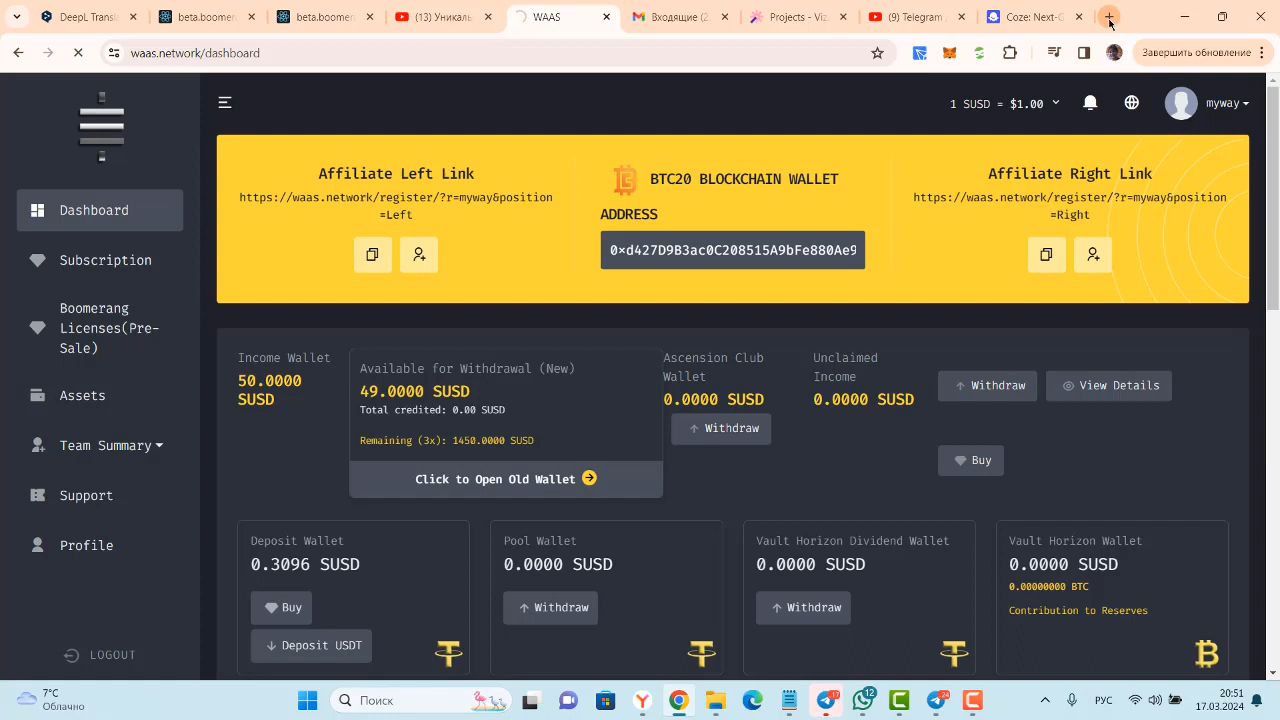 DeepL Transl
beta.boomer
beta.boomer
(13) Уникаль
WAAS
Входящие (2
Projects - Viz
(9) Telegram
Coze: Next-G
waas.network/dashboard
Завершить обновление
1 SUSD = $1.00
myway
Affiliate Left Link
https://waas.network/register/?r=myway&position
=Left
BTC20 BLOCKCHAIN WALLET
ADDRESS
0xd427D9B3ac0C208515A9bFe880Ae9
Affiliate Right Link
https://waas.network/register/?r=myway&position
=Right
Dashboard
Subscription
Boomerang
Licenses(Pre-
Sale)
Assets
Team Summary
Support
Profile
LOGOUT
Income Wallet
50.0000
SUSD
Available for Withdrawal (New)
49.0000 SUSD
Total credited: 0.00 SUSD
Remaining (3x): 1450.0000 SUSD
Click to Open Old Wallet
Ascension Club
Wallet
0.0000 SUSD
Withdraw
Unclaimed
Income
0.0000 SUSD
Withdraw
View Details
Buy
Deposit Wallet
0.3096 SUSD
Buy
Deposit USDT
Pool Wallet
0.0000 SUSD
Withdraw
Vault Horizon Dividend Wallet
0.0000 SUSD
Withdraw
Vault Horizon Wallet
0.0000 SUSD
0.00000000 BTC
Contribution to Reserves
7°C
Облачно
Поиск
17
12
24
РУС
20:51
17.03.2024